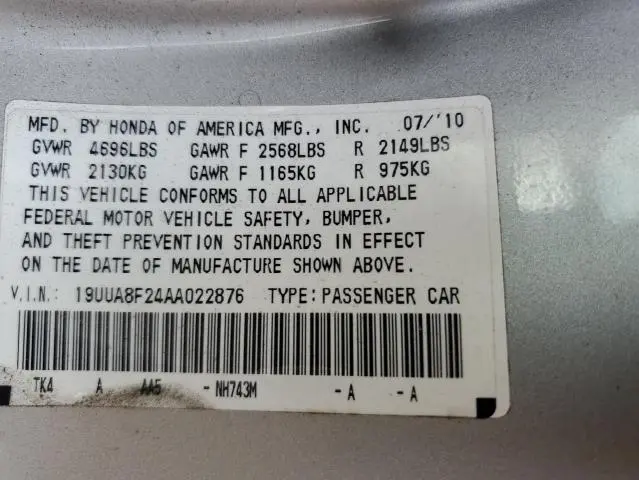 MFD. BY HONDA OF AMERICA MFG., INC. 07/'10
GVWR 4696LBS GAWR F 2568LBS R 2149LBS
GVWR 2130KG GAWR F 1165KG R 975KG
THIS VEHICLE CONFORMS TO ALL APPLICABLE
FEDERAL MOTOR VEHICLE SAFETY, BUMPER,
AND THEFT PREVENTION STANDARDS IN EFFECT
ON THE DATE OF MANUFACTURE SHOWN ABOVE.
V.I.N.: 19UUA8F24AA022876 TYPE:PASSENGER CAR
TK4 A AA5 - NH743M - A - A